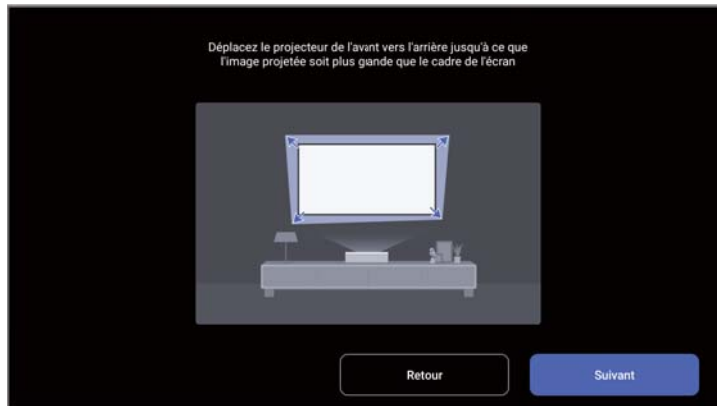 Déplacez le projecteur de l'avant vers l'arrière jusqu'à ce que
l'image projetée soit plus grande que le cadre de l'écran
Retour
Suivant